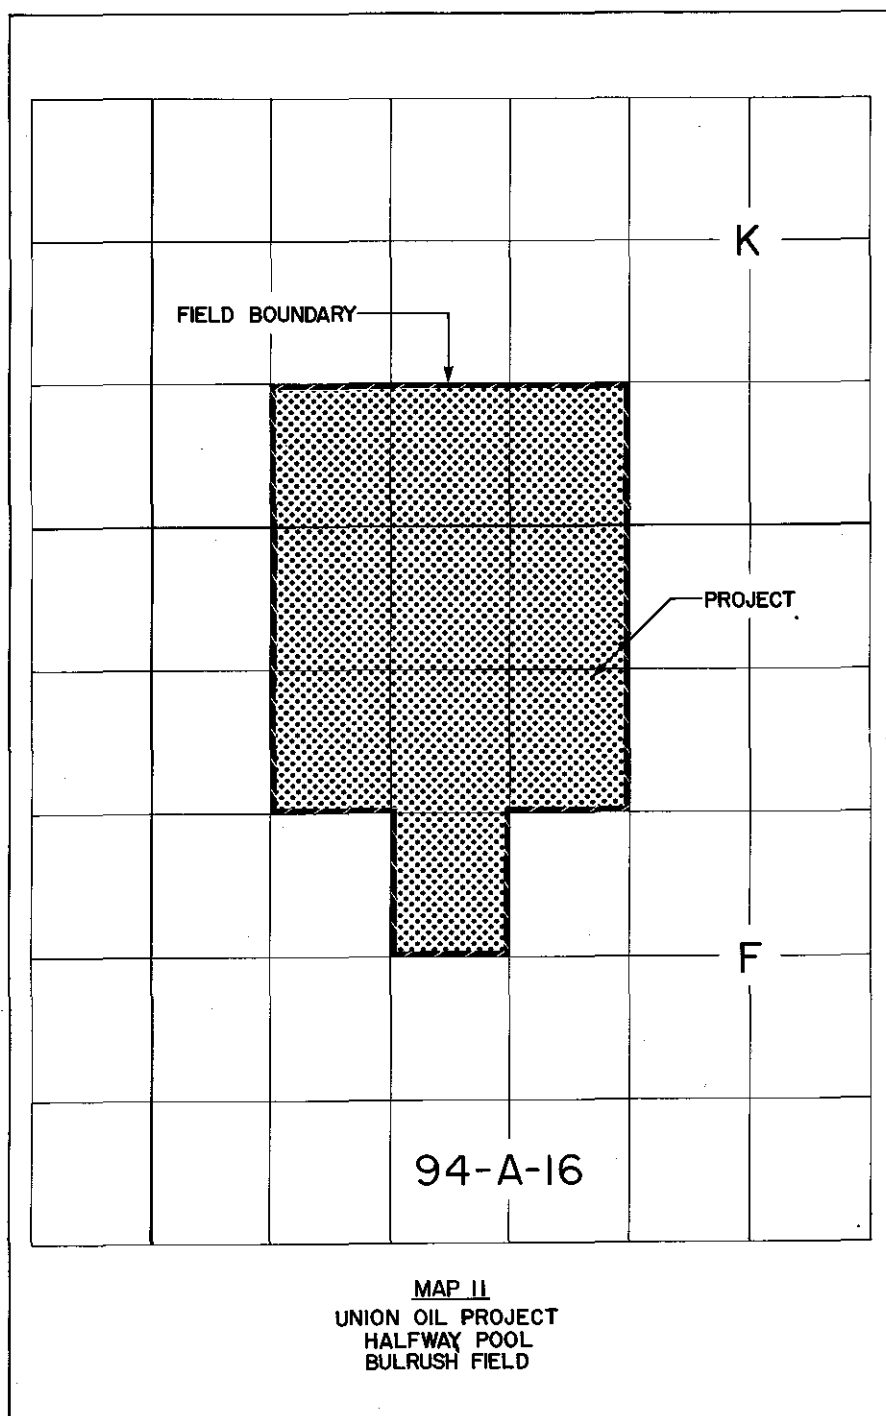 K
FIELD BOUNDARY
PROJECT
F
94-A-16
MAP 11
UNION OIL PROJECT
HALFWAY POOL
BULRUSH FIELD